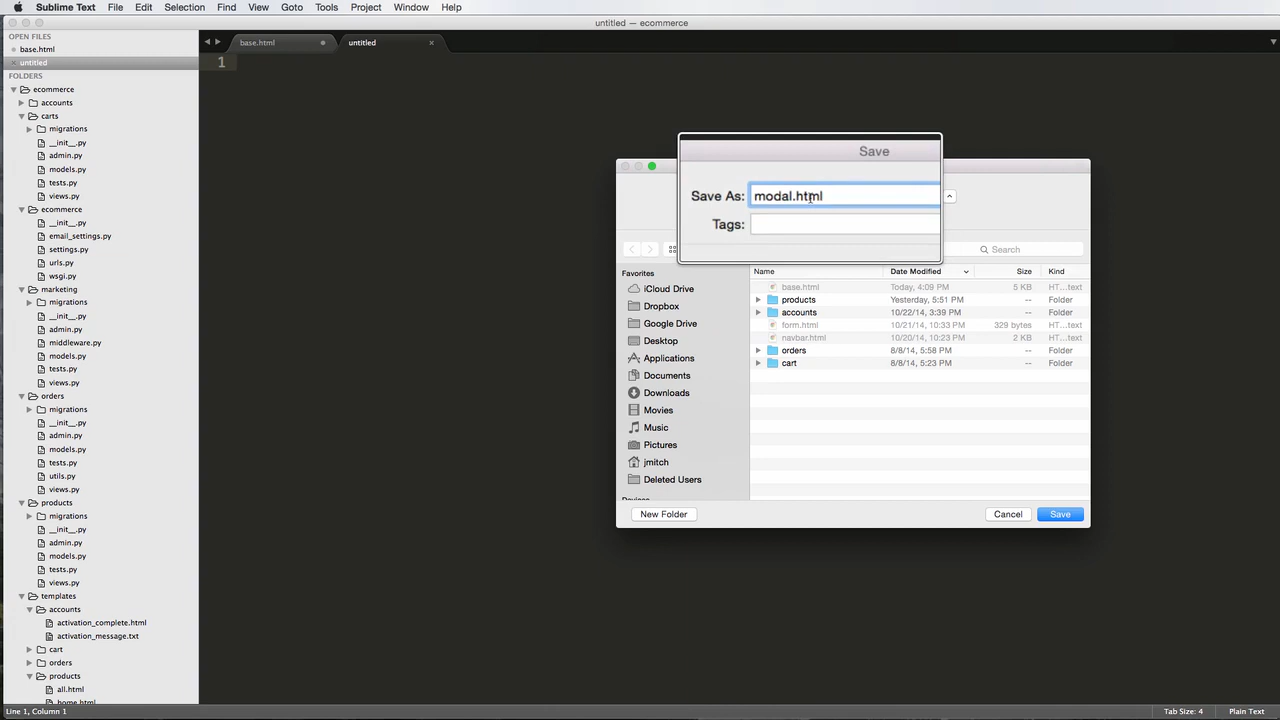 Sublime Text File Edit Selection Find View Goto Tools Project Window Help
untitled — ecommerce
OPEN FILES
base.html
untitled
FOLDERS
ecommerce
accounts
carts
migrations
__init__.py
admin.py
models.py
tests.py
views.py
ecommerce
__init__.py
email_settings.py
settings.py
urls.py
wsgi.py
marketing
migrations
__init__.py
admin.py
middleware.py
models.py
tests.py
views.py
orders
migrations
__init__.py
admin.py
models.py
tests.py
utils.py
views.py
products
migrations
__init__.py
admin.py
models.py
tests.py
views.py
templates
accounts
activation_complete.html
activation_message.txt
cart
orders
products
all.html
home.html
base.html untitled
1
Save
Save As: modal.html
Tags:
Search
Favorites
iCloud Drive
Dropbox
Google Drive
Desktop
Applications
Documents
Downloads
Movies
Music
Pictures
jmitch
Deleted Users
Devices
Name Date Modified Size Kind
base.html Today, 4:09 PM 5 KB HT...text
products Yesterday, 5:51 PM -- Folder
accounts 10/22/14, 3:39 PM -- Folder
form.html 10/21/14, 10:33 PM 329 bytes HT...text
navbar.html 10/20/14, 10:23 PM 2 KB HT...text
orders 8/8/14, 5:58 PM -- Folder
cart 8/8/14, 5:23 PM -- Folder
New Folder Cancel Save
Line 1, Column 1 Tab Size: 4 Plain Text